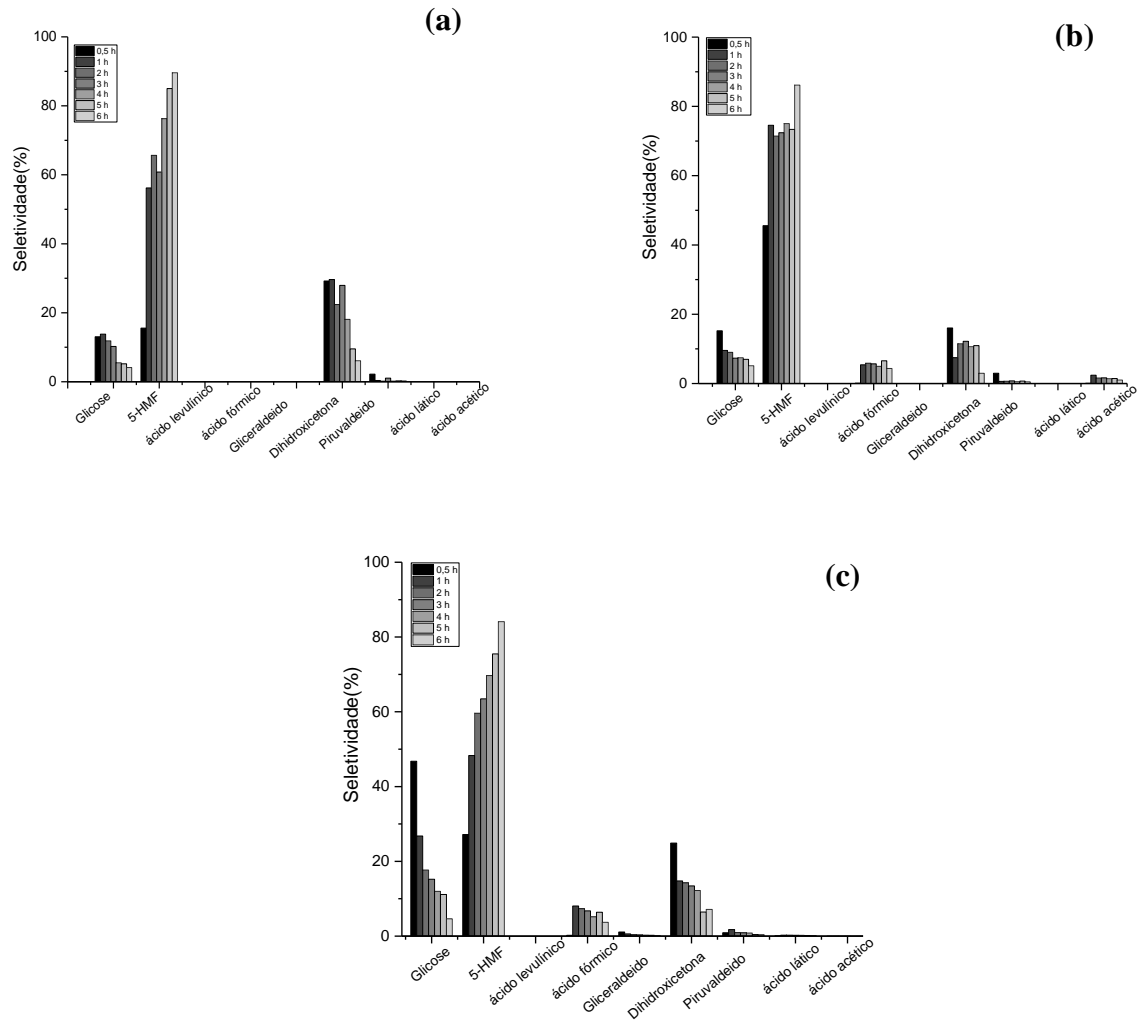 (a)
Seletividade(%)
100
80
60
40
20
0
0,5 h
1 h
2 h
3 h
4 h
5 h
6 h
Glicose
5-HMF
ácido levulínico
ácido fórmico
Gliceraldeido
Dihidroxicetona
Piruvaldeido
ácido lático
ácido acético
(b)
Seletividade(%)
100
80
60
40
20
0
0,5 h
1 h
2 h
3 h
4 h
5 h
6 h
Glicose
5-HMF
ácido levulínico
ácido fórmico
Gliceraldeido
Dihidroxicetona
Piruvaldeido
ácido lático
ácido acético
(c)
Seletividade(%)
100
80
60
40
20
0
0,5 h
1 h
2 h
3 h
4 h
5 h
6 h
Glicose
5-HMF
ácido levulínico
ácido fórmico
Gliceraldeido
Dihidroxicetona
Piruvaldeido
ácido lático
ácido acético